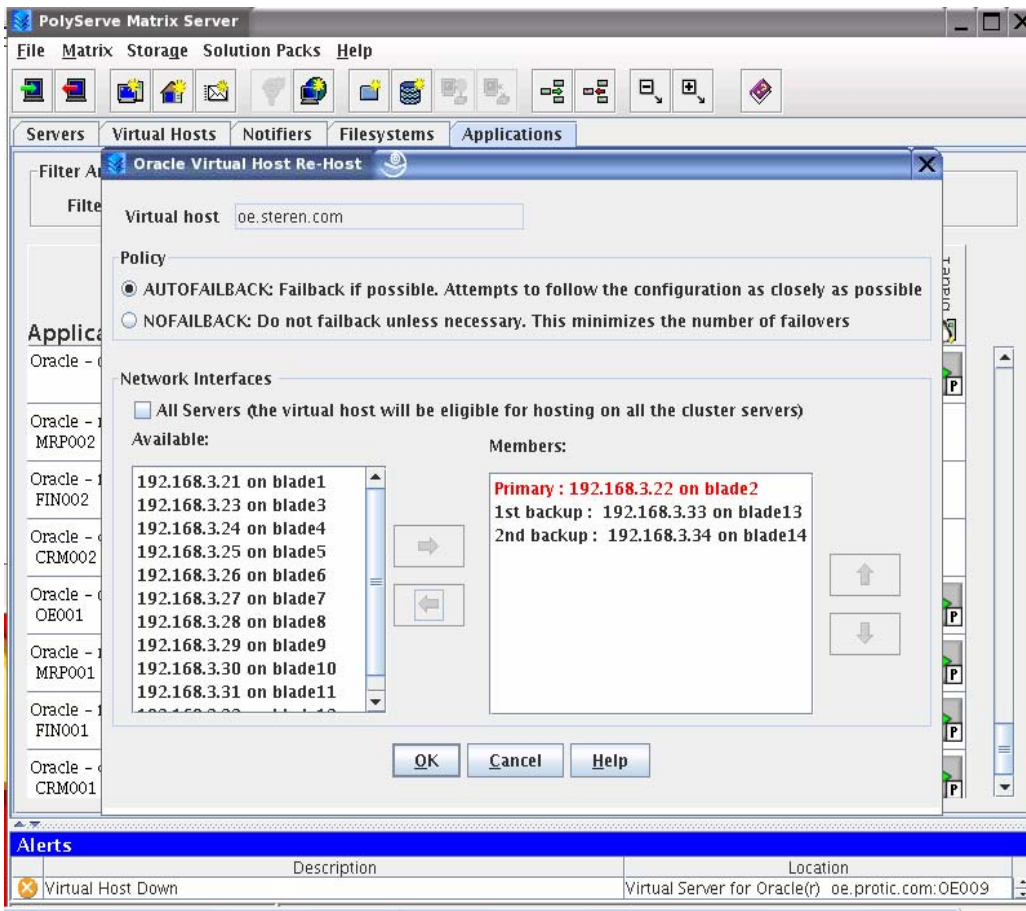 PolyServe Matrix Server
File Matrix Storage Solution Packs Help
Servers Virtual Hosts Notifiers Filesystems Applications
Oracle Virtual Host Re-Host
Virtual host oe.steren.com
Policy
AUTOFAILBACK: Failback if possible. Attempts to follow the configuration as closely as possible
NOFAILBACK: Do not failback unless necessary. This minimizes the number of failovers
Network Interfaces
All Servers (the virtual host will be eligible for hosting on all the cluster servers)
Available:
192.168.3.21 on blade1
192.168.3.23 on blade3
192.168.3.24 on blade4
192.168.3.25 on blade5
192.168.3.26 on blade6
192.168.3.27 on blade7
192.168.3.28 on blade8
192.168.3.29 on blade9
192.168.3.30 on blade10
192.168.3.31 on blade11
Members:
Primary : 192.168.3.22 on blade2
1st backup : 192.168.3.33 on blade13
2nd backup : 192.168.3.34 on blade14
OK Cancel Help
Filter
Filte
Applica
Oracle -
Oracle -
MRP002
Oracle -
FIN002
Oracle -
CRM002
Oracle -
OE001
Oracle -
MRP001
Oracle -
FIN001
Oracle -
CRM001
P
P
P
P
P
Alerts
Description Location
Virtual Host Down Virtual Server for Oracle(r) oe.protic.com:OE009